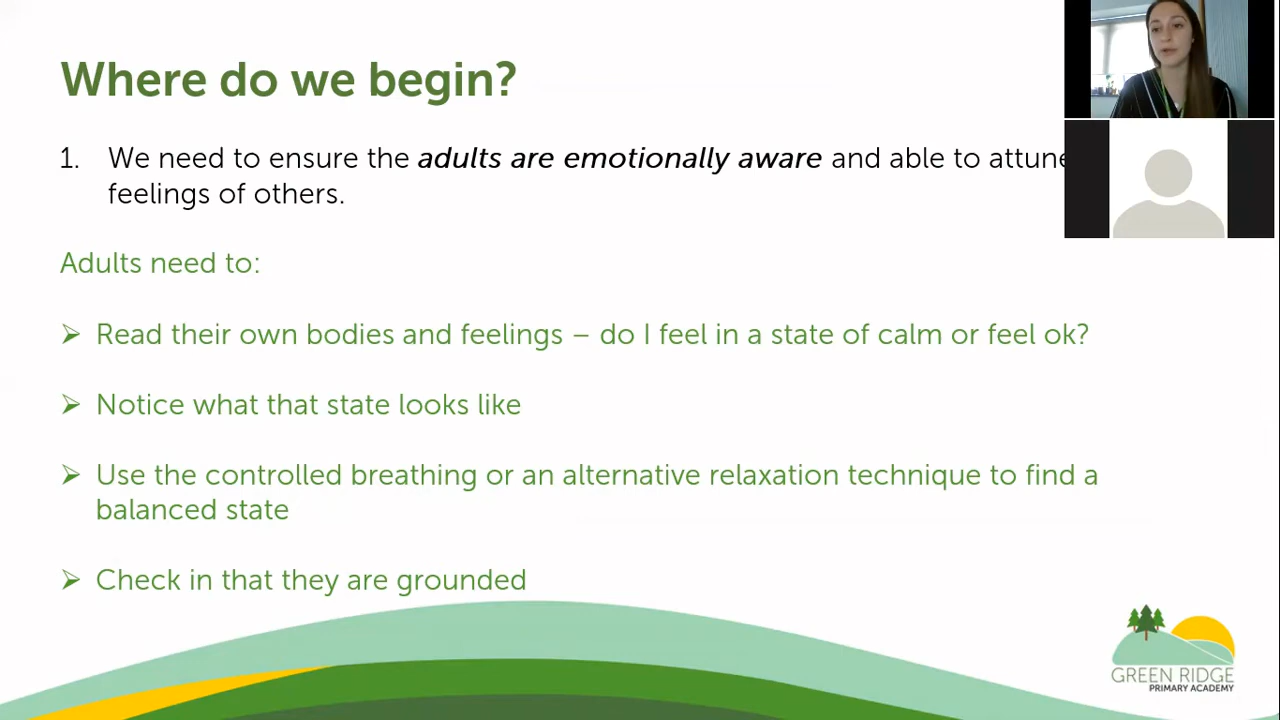 Where do we begin?
1. We need to ensure the adults are emotionally aware and able to attune
feelings of others.
Adults need to:
➢ Read their own bodies and feelings – do I feel in a state of calm or feel ok?
➢ Notice what that state looks like
➢ Use the controlled breathing or an alternative relaxation technique to find a
balanced state
➢ Check in that they are grounded
GREEN RIDGE
PRIMARY ACADEMY